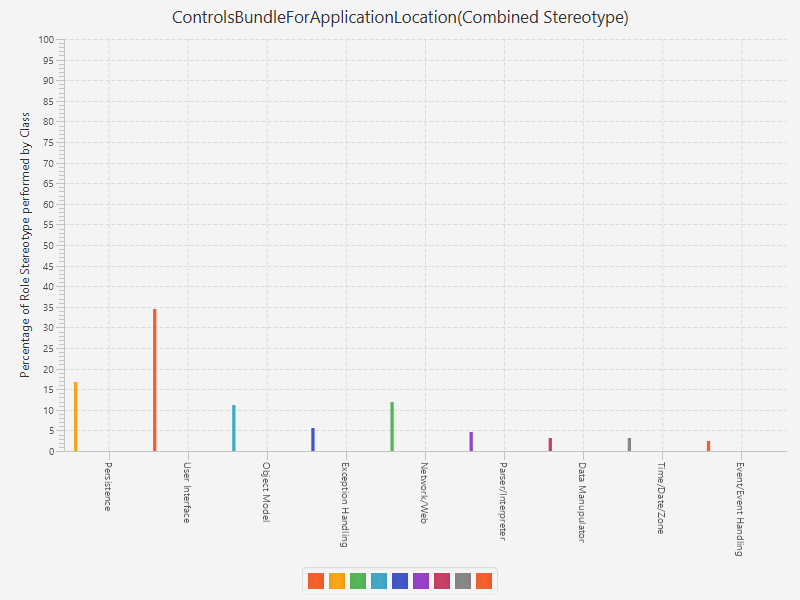 ControlsBundleForApplicationLocation(Combined Stereotype)
Percentage of Role Stereotype performed by Class
100
95
90
85
80
75
70
65
60
55
50
45
40
35
30
25
20
15
10
5
0
Persistence
User Interface
Object Model
Exception Handling
Network/Web
Parser/Interpreter
Data Manupulator
Time/Date/Zone
Event/Event Handling